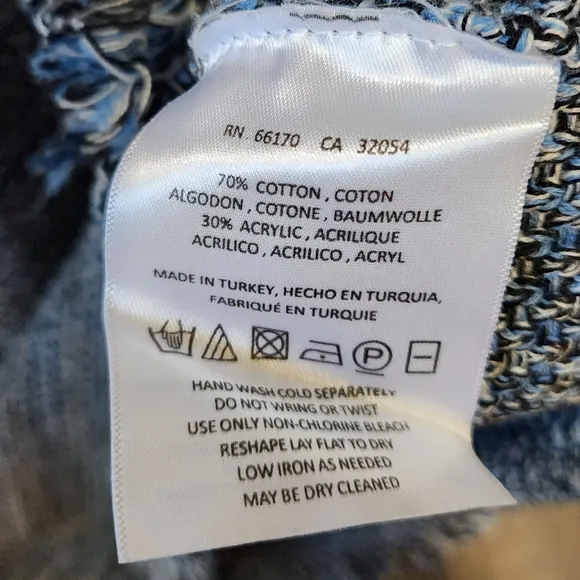 RN. 66170 CA 32054
70% COTTON , COTON
ALGODON , COTONE , BAUMWOLLE
30% ACRYLIC , ACRILIQUE
ACRILICO , ACRILICO , ACRYL
MADE IN TURKEY, HECHO EN TURQUIA,
FABRIQUÉ EN TURQUIE
P
HAND WASH COLD SEPARATELY
DO NOT WRING OR TWIST
USE ONLY NON-CHLORINE BLEACH
RESHAPE LAY FLAT TO DRY
LOW IRON AS NEEDED
MAY BE DRY CLEANED